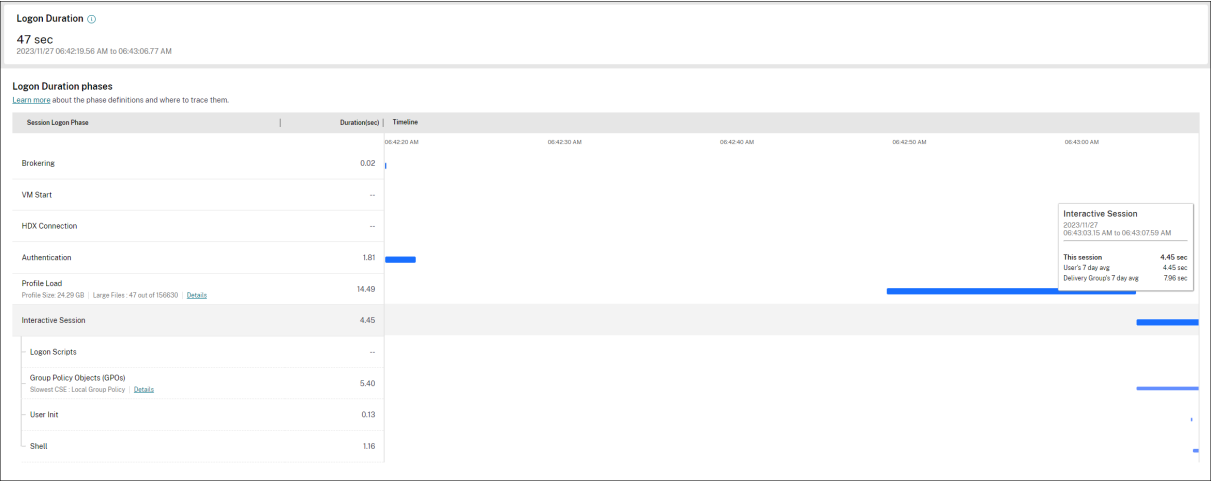 Logon Duration
47 sec
2023/11/27 06:42:19.56 AM to 06:43:06.77 AM
Logon Duration phases
Learn more about the phase definitions and where to trace them.
Session Logon Phase | Duration(sec) | Timeline
06:42:20 AM 06:42:30 AM 06:42:40 AM 06:42:50 AM 06:43:00 AM
Brokering 0.02
VM Start --
HDX Connection --
Interactive Session
2023/11/27
06:43:03.15 AM to 06:43:07.59 AM
This session 4.45 sec
User's 7 day avg 4.45 sec
Delivery Group's 7 day avg 7.96 sec
Authentication 1.81
Profile Load 14.49
Profile Size: 24.29 GB | Large Files : 47 out of 156630 | Details
Interactive Session 4.45
Logon Scripts --
Group Policy Objects (GPOs) 5.40
Slowest CSE : Local Group Policy | Details
User Init 0.13
Shell 1.16